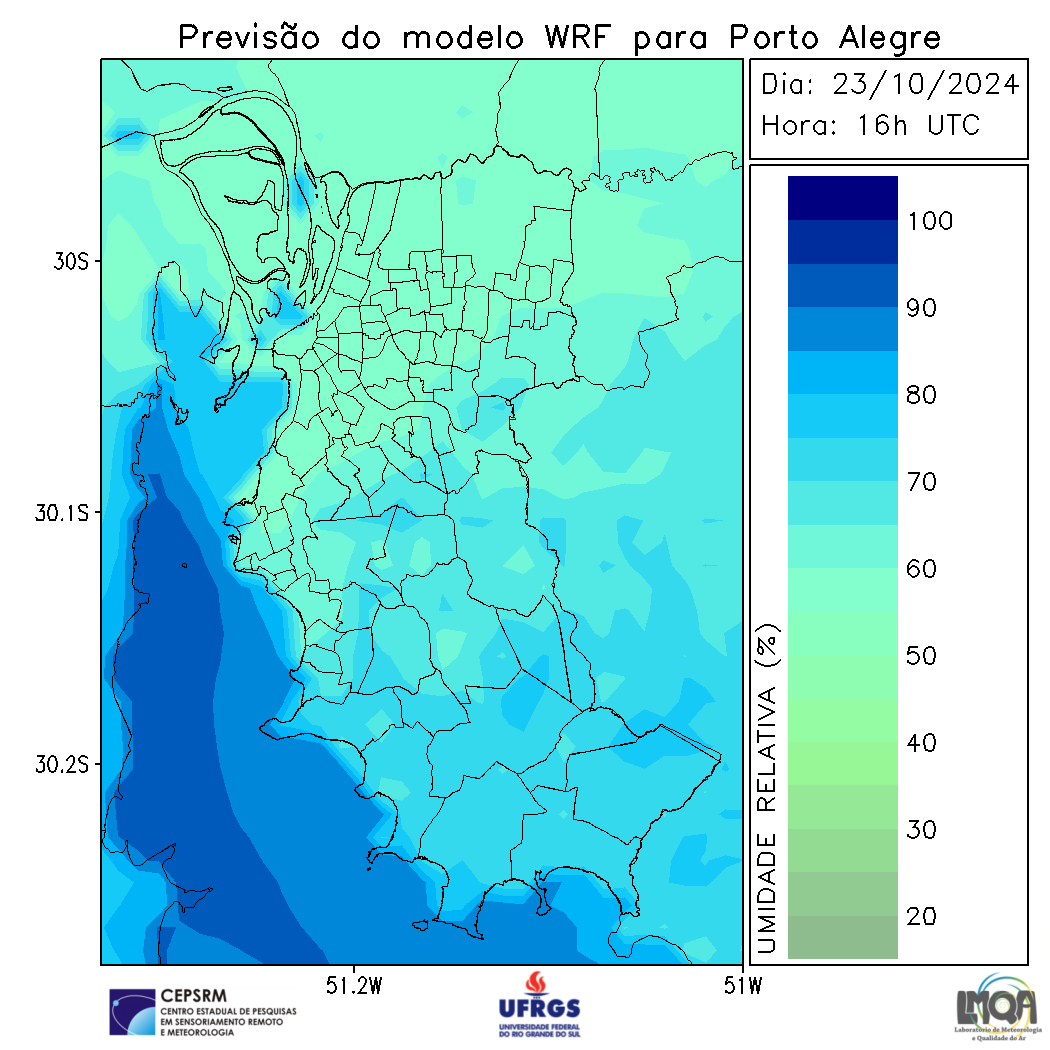 Previsão do modelo WRF para Porto Alegre
Dia: 23/10/2024
Hora: 16h UTC
30S
30.1S
30.2S
51.2W
51W
UMIDADE RELATIVA (%)
100
90
80
70
60
50
40
30
20
CEPSRM
CENTRO ESTADUAL DE PESQUISAS
EM SENSORIAMENTO REMOTO
E METEOROLOGIA
UFRGS
UNIVERSIDADE FEDERAL
DO RIO GRANDE DO SUL
LMQA
Laboratório de Meteorologia
e Qualidade do Ar